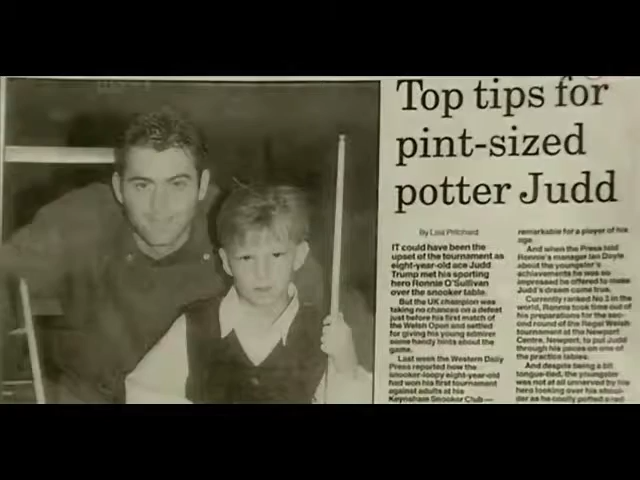 Top tips for
pint-sized
potter Judd
By Lisa Pritchard
IT could have been the
upset of the tournament as
eight-year-old ace Judd
Trump met his sporting
hero Ronnie O'Sullivan
over the snooker table.
But the UK champion was
taking no chances on a defeat
just before his first match of
the Welsh Open and settled
for giving his young admirer
some handy hints about the
game.
Last week the Western Daily
Press reported how the
snooker-loopy eight-year-old
had won his first tournament
against adults at his
Keynsham Snooker Club —
remarkable for a player of his
age.
And when the Press told
Ronnie's manager Ian Doyle
about the youngster's
achievements he was so
impressed he offered to make
Judd's dream come true.
Currently ranked No 3 in the
world, Ronnie took time out of
his preparations for the sec-
ond round of the Regal Welsh
tournament at the Newport
Centre, Newport, to put Judd
through his paces on one of
the practice tables.
And despite being a bit
tongue-tied, the youngster
was not at all unnerved by his
hero looking over his shoul-
der as he coolly potted a red